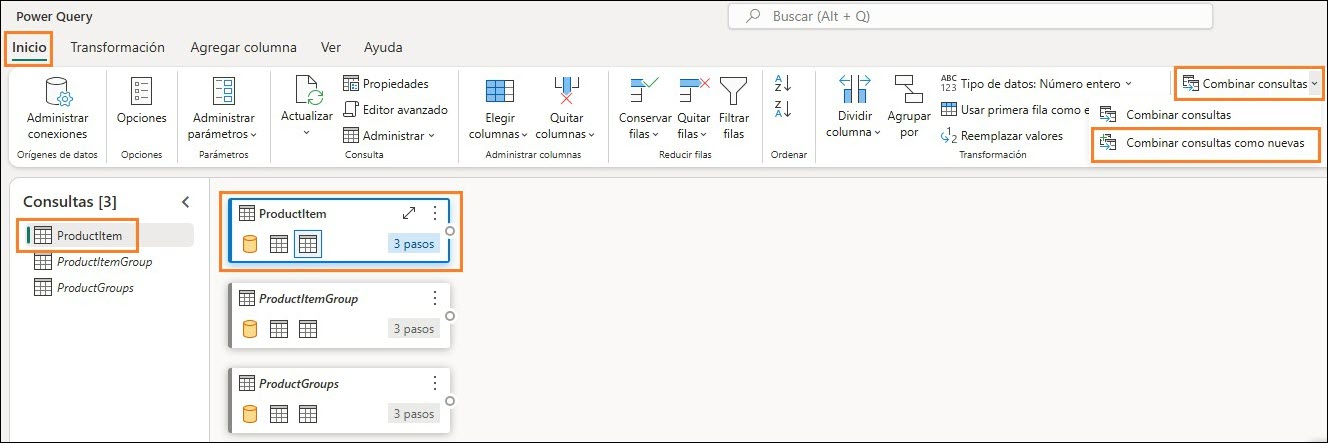 Power Query
Buscar (Alt + Q)
Inicio Transformación Agregar columna Ver Ayuda
Administrar conexiones
Orígenes de datos
Opciones
Opciones
Administrar parámetros
Parámetros
Actualizar
Propiedades
Editor avanzado
Administrar
Consulta
Elegir columnas
Quitar columnas
Administrar columnas
Conservar filas
Quitar filas
Filtrar filas
Reducir filas
A
Z
Z
A
Ordenar
Dividir columna
Agrupar por
ABC
123
Tipo de datos: Número entero
Usar primera fila como e
1
2
Reemplazar valores
Transformación
Combinar consultas
Combinar consultas
Combinar consultas como nuevas
Consultas [3]
ProductItem
ProductItemGroup
ProductGroups
ProductItem
3 pasos
ProductItemGroup
3 pasos
ProductGroups
3 pasos